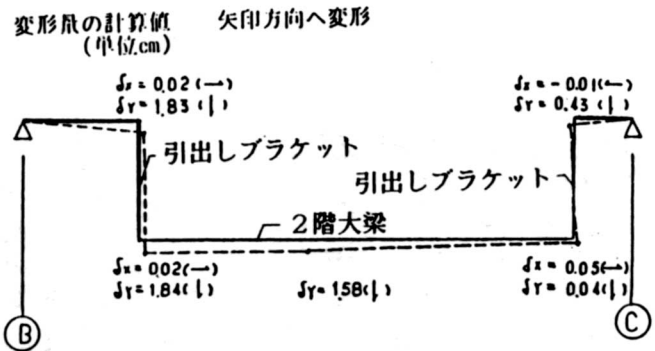 変形量の計算値 矢印方向へ変形
(単位cm)
δx=0.02(→) δx=-0.01(←)
δY=1.83(↓) δY=0.43(↓)
引出しブラケット
引出しブラケット
2階大梁
δx=0.02(→) δx=0.05(→)
δY=1.84(↓) δY=1.58(↓) δY=0.04(↓)
B C